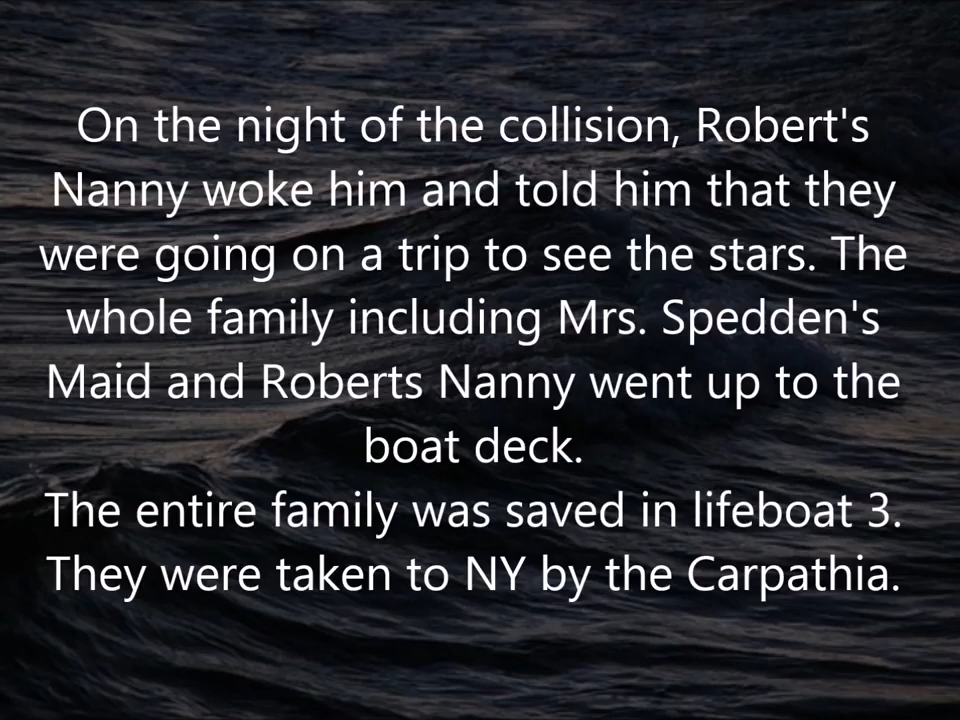 On the night of the collision, Robert's
Nanny woke him and told him that they
were going on a trip to see the stars. The
whole family including Mrs. Spedden's
Maid and Roberts Nanny went up to the
boat deck.
The entire family was saved in lifeboat 3.
They were taken to NY by the Carpathia.